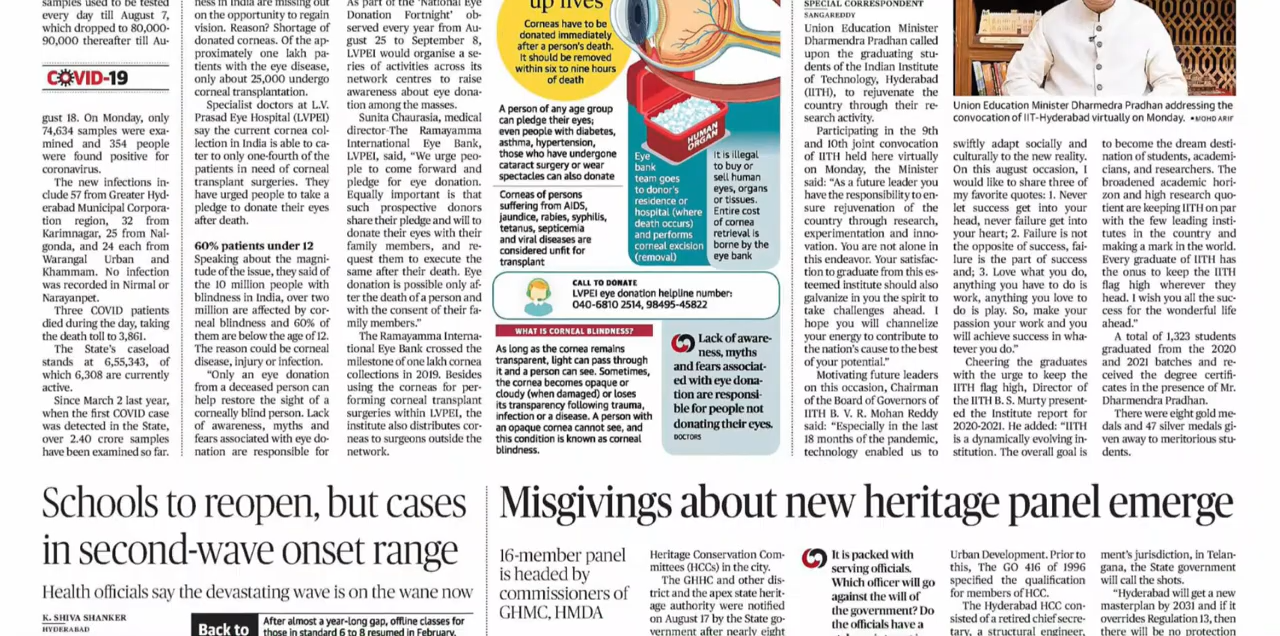 samples used to be tested
every day till August 7,
which dropped to 80,000-
90,000 thereafter till Au-
COVID-19
gust 18. On Monday, only
74,634 samples were exa-
mined and 354 people
were found positive for
coronavirus.
The new infections in-
clude 57 from Greater Hyd-
erabad Municipal Corpora-
tion region, 32 from
Karimnagar, 25 from Nal-
gonda, and 24 each from
Warangal Urban and
Khammam. No infection
was recorded in Nirmal or
Narayanpet.
Three COVID patients
died during the day, taking
the death toll to 3,861.
The State's caseload
stands at 6,55,343, of
which 6,308 are currently
active.
Since March 2 last year,
when the first COVID case
was detected in the State,
over 2.40 crore samples
have been examined so far.
ness in India are missing out
on the opportunity to regain
vision. Reason? Shortage of
donated corneas. Of the ap-
proximately one lakh pa-
tients with the eye disease,
only about 25,000 undergo
corneal transplantation.
Specialist doctors at L.V.
Prasad Eye Hospital (LVPEI)
say the current cornea col-
lection in India is able to ca-
ter to only one-fourth of the
patients in need of corneal
transplant surgeries. They
have urged people to take a
pledge to donate their eyes
after death.
60% patients under 12
Speaking about the magni-
tude of the issue, they said of
the 10 million people with
blindness in India, over two
million are affected by cor-
neal blindness and 60% of
them are below the age of 12.
The reason could be corneal
disease, injury or infection.
"Only an eye donation
from a deceased person can
help restore the sight of a
corneally blind person. Lack
of awareness, myths and
fears associated with eye do-
nation are responsible for
As part of the 'National Eye
Donation Fortnight' ob-
served every year from Au-
gust 25 to September 8,
LVPEI would organise a se-
ries of activities across its
network centres to raise
awareness about eye dona-
tion among the masses.
Sunita Chaurasia, medical
director-The Ramayamma
International Eye Bank,
LVPEI, said, "We urge peo-
ple to come forward and
pledge for eye donation.
Equally important is that
such prospective donors
share their pledge and will to
donate their eyes with their
family members, and re-
quest them to execute the
same after their death. Eye
donation is possible only af-
ter the death of a person and
with the consent of their fa-
mily members."
The Ramayamma Interna-
tional Eye Bank crossed the
milestone of one lakh cornea
collections in 2019. Besides
using the corneas for per-
forming corneal transplant
surgeries within LVPEI, the
institute also distributes cor-
neas to surgeons outside the
network.
up lives
Corneas have to be
donated immediately
after a person's death.
It should be removed
within six to nine hours
of death
A person of any age group
can pledge their eyes;
even people with diabetes,
asthma, hypertension,
those who have undergone
cataract surgery or wear
spectacles can also donate
Corneas of persons
suffering from AIDS,
jaundice, rabies, syphilis,
tetanus, septicemia
and viral diseases are
considered unfit for
transplant
HUMAN
ORGAN
Eye
bank
team goes
to donor's
residence or
hospital (where
death occurs)
and performs
corneal excision
(removal)
It is illegal
to buy or
sell human
eyes, organs
or tissues.
Entire cost
of cornea
retrieval is
borne by the
eye bank
CALL TO DONATE
LVPEI eye donation helpline number:
040-6810 2514, 98495-45822
WHAT IS CORNEAL BLINDNESS?
As long as the cornea remains
transparent, light can pass through
it and a person can see. Sometimes,
the cornea becomes opaque or
cloudy (when damaged) or loses
its transparency following trauma,
infection or a disease. A person with
an opaque cornea cannot see, and
this condition is known as corneal
blindness.
Lack of aware-
ness, myths
and fears associat-
ed with eye dona-
tion are responsi-
ble for people not
donating their eyes.
DOCTORS
SPECIAL CORRESPONDENT
SANGAREDDY
Union Education Minister
Dharmendra Pradhan called
upon the graduating stu-
dents of the Indian Institute
of Technology, Hyderabad
(IITH), to rejuvenate the
country through their re-
search activity.
Participating in the 9th
and 10th joint convocation
of IITH held here virtually
on Monday, the Minister
said: "As a future leader you
have the responsibility to en-
sure rejuvenation of the
country through research,
experimentation and inno-
vation. You are not alone in
this endeavor. Your satisfac-
tion to graduate from this es-
teemed institute should also
galvanize in you the spirit to
take challenges ahead. I
hope you will channelize
your energy to contribute to
the nation's cause to the best
of your potential."
Motivating future leaders
on this occasion, Chairman
of the Board of Governors of
IITH B. V. R. Mohan Reddy
said: "Especially in the last
18 months of the pandemic,
technology enabled us to
Union Education Minister Dharmedra Pradhan addressing the
convocation of IIT-Hyderabad virtually on Monday. •MOHD ARIF
swiftly adapt socially and
culturally to the new reality.
On this august occasion, I
would like to share three of
my favorite quotes: 1. Never
let success get into your
head, never failure get into
your heart; 2. Failure is not
the opposite of success, fai-
lure is the part of success
and; 3. Love what you do,
anything you have to do is
work, anything you love to
do is play. So, make your
passion your work and you
will achieve success in wha-
tever you do."
Cheering the graduates
with the urge to keep the
IITH flag high, Director of
the IITH B. S. Murty present-
ed the Institute report for
2020-2021. He added: "IITH
is a dynamically evolving in-
stitution. The overall goal is
to become the dream desti-
nation of students, academi-
cians, and researchers. The
broadened academic hori-
zon and high research quo-
tient are keeping IITH on par
with the few leading insti-
tutes in the country and
making a mark in the world.
Every graduate of IITH has
the onus to keep the IITH
flag high wherever they
head. I wish you all the suc-
cess for the wonderful life
ahead."
A total of 1,323 students
graduated from the 2020
and 2021 batches and re-
ceived the degree certifi-
cates in the presence of Mr.
Dharmendra Pradhan.
There were eight gold me-
dals and 47 silver medals gi-
ven away to meritorious stu-
dents.
Schools to reopen, but cases
in second-wave onset range
Health officials say the devastating wave is on the wane now
K. SHIVA SHANKER
HYDERABAD
Back to
After almost a year-long gap, offline classes for
those in standard 6 to 8 resumed in February,
Misgivings about new heritage panel emerge
16-member panel
is headed by
commissioners of
GHMC, HMDA
Heritage Conservation Com-
mittees (HCCs) in the city.
The GHHC and other dis-
trict and the apex state herit-
age authority were notified
on August 17 by the State go-
vernment after nearly eight
It is packed with
serving officials.
Which officer will go
against the will of
the government? Do
the officials have a
Urban Development. Prior to
this, The GO 416 of 1996
specified the qualification
for members of HCC.
The Hyderabad HCC con-
sisted of a retired chief secre-
tary, a structural engineer,
ment's jurisdiction, in Telan-
gana, the State government
will call the shots.
"Hyderabad will get a new
masterplan by 2031 and if it
overrides Regulation 13, then
there will be no protection